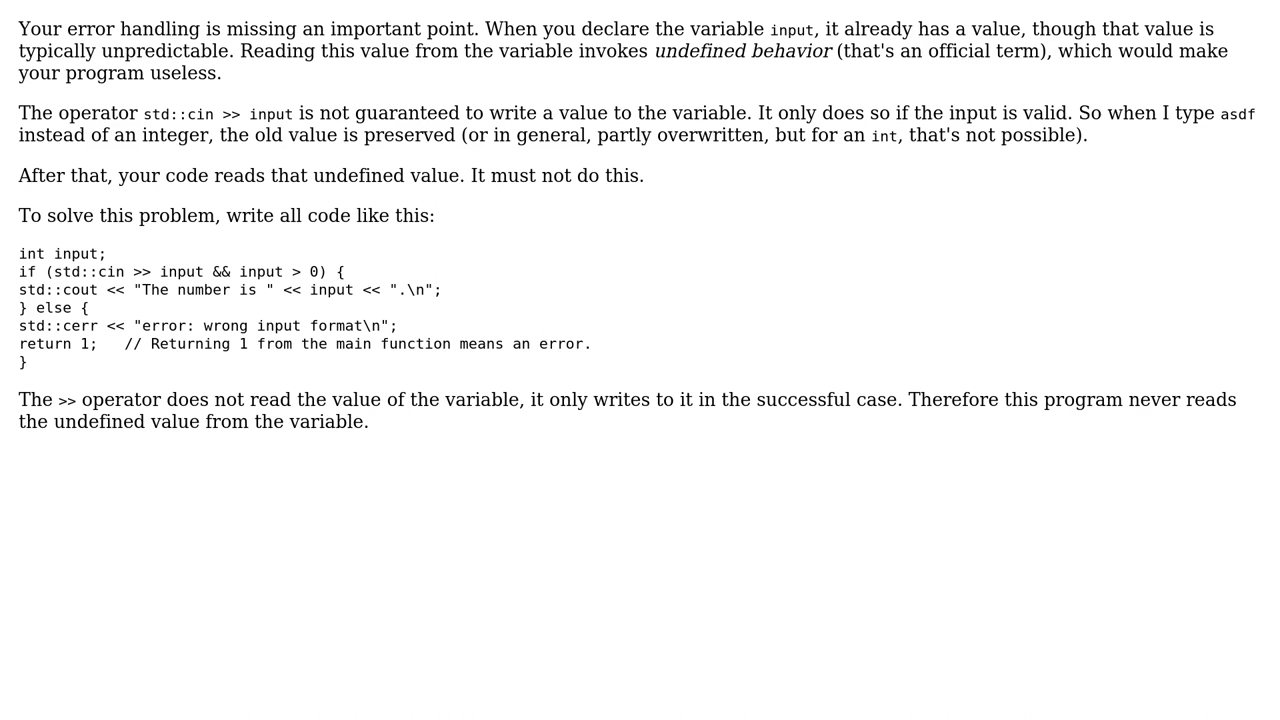 Your error handling is missing an important point. When you declare the variable input, it already has a value, though that value is
typically unpredictable. Reading this value from the variable invokes undefined behavior (that's an official term), which would make
your program useless.
The operator std::cin >> input is not guaranteed to write a value to the variable. It only does so if the input is valid. So when I type asdf
instead of an integer, the old value is preserved (or in general, partly overwritten, but for an int, that's not possible).
After that, your code reads that undefined value. It must not do this.
To solve this problem, write all code like this:
int input;
if (std::cin >> input && input > 0) {
std::cout << "The number is " << input << ".\n";
} else {
std::cerr << "error: wrong input format\n";
return 1;   // Returning 1 from the main function means an error.
}
The >> operator does not read the value of the variable, it only writes to it in the successful case. Therefore this program never reads
the undefined value from the variable.